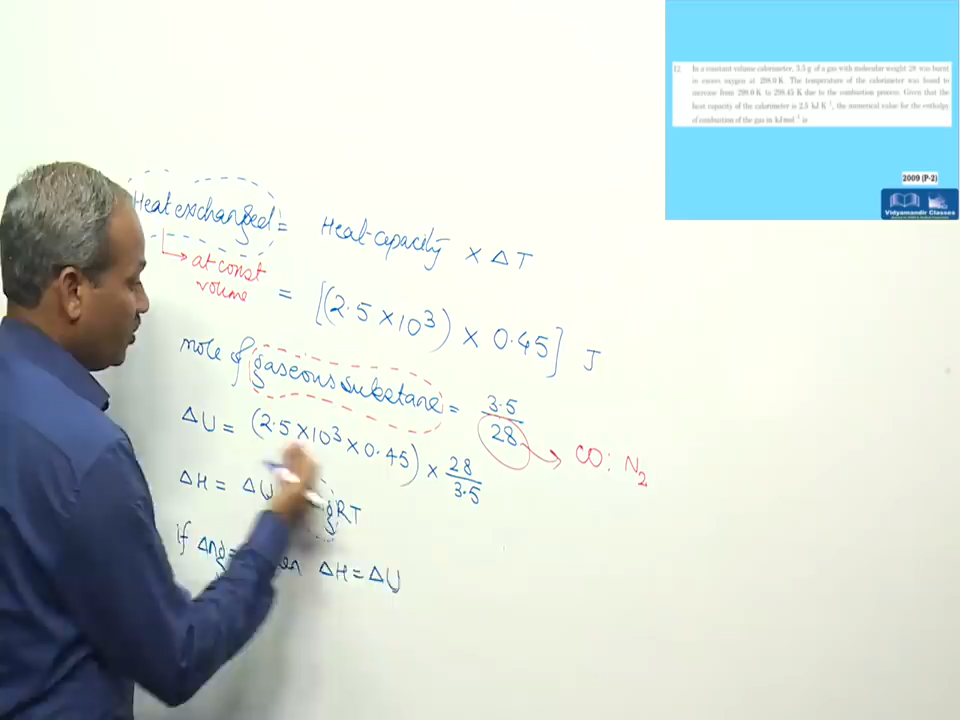 12. In a constant volume calorimeter, 3.5 g of a gas with molecular weight 28 was burnt
in excess oxygen at 298.0 K. The temperature of the calorimeter was found to
increase from 298.0 K to 298.45 K due to the combustion process. Given that the
heat capacity of the calorimeter is 2.5 kJ K⁻¹, the numerical value for the enthalpy
of combustion of the gas in kJ mol⁻¹ is
2009 (P-2)
Vidyamandir Classes
Heat exchanged = Heat capacity × ΔT
→ at const
volume
= [(2.5 × 10³) × 0.45] J
mole of gaseous substane = 3.5/28 → CO: N₂
ΔU = (2.5 × 10³ × 0.45) × 28/3.5
ΔH = ΔU gRT
if Δng= ΔH = ΔU